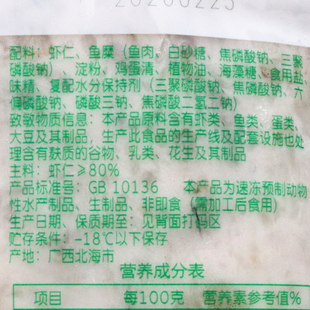 20260223
配料：虾仁、鱼糜（鱼肉、白砂糖、焦磷酸钠、三聚
磷酸钠）、淀粉、鸡蛋清、植物油、海藻糖、食用盐、
味精、复配水分保持剂（三聚磷酸钠、焦磷酸钠、六
偏磷酸钠、磷酸三钠、焦磷酸二氢二钠）
致敏物质信息：本产品原料含有虾类、鱼类、蛋类、
大豆及其制品，生产此食品的生产线及配套设施也处
理含有麸质的谷物、乳类、花生及其制品
主料：虾仁≥80%
产品标准号：GB 10136 本产品为速冻预制动物
性水产制品、生制品、非即食（需加工后食用）
生产日期、保质期至：见背面打码区
贮存条件：-18℃以下保存
产地：广西北海市
营养成分表
项目 每100克 营养素参考值%